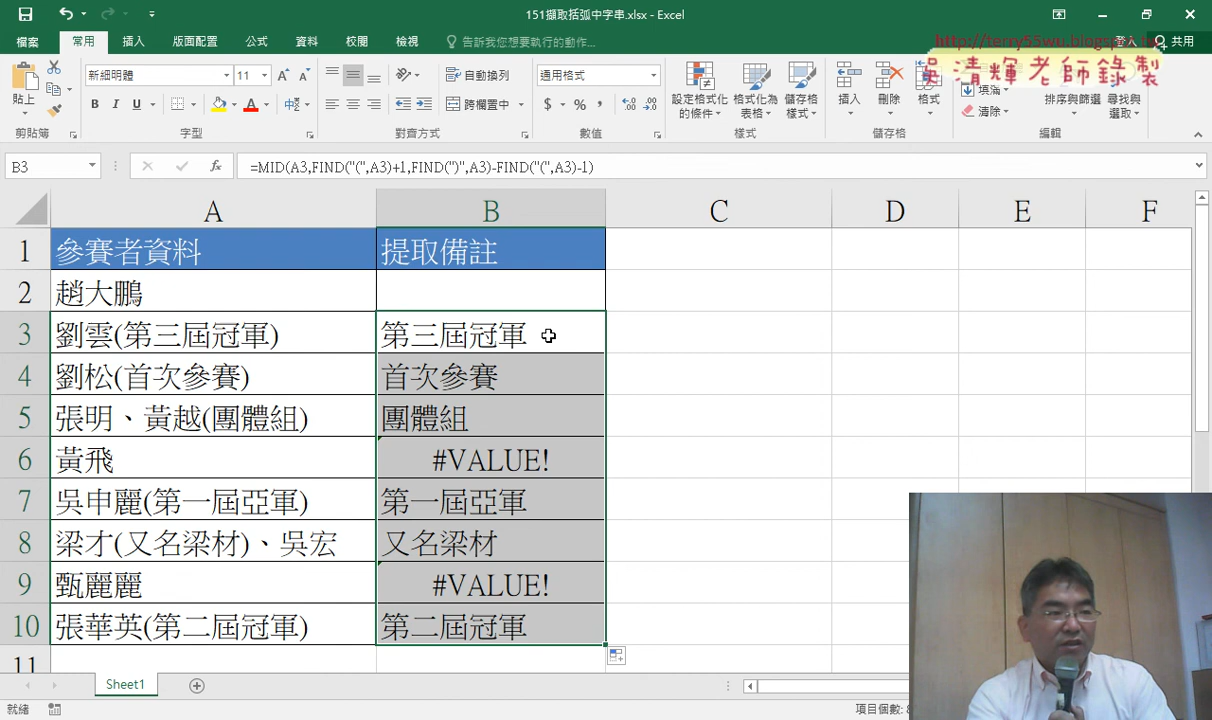 151擷取括弧中字串.xlsx - Excel
http://terry55wu.blogspot.tw
檔案 常用 插入 版面配置 公式 資料 校閱 檢視 告訴我您想要執行的動作... 登入 共用
吳清輝老師錄製
新細明體 11 自動換列 通用格式
貼上 B I U 跨欄置中 $ % 設定格式化的條件 格式化為表格 儲存格樣式 插入 刪除 格式 填滿 清除 排序與篩選 尋找與選取
剪貼簿 字型 對齊方式 數值 樣式 儲存格 編輯
B3 fx =MID(A3,FIND("(",A3)+1,FIND(")",A3)-FIND("(",A3)-1)
A B C D E F
1 參賽者資料 提取備註
2 趙大鵬
3 劉雲(第三屆冠軍) 第三屆冠軍
4 劉松(首次參賽) 首次參賽
5 張明、黃越(團體組) 團體組
6 黃飛 #VALUE!
7 吳申麗(第一屆亞軍) 第一屆亞軍
8 梁才(又名梁材)、吳宏 又名梁材
9 甄麗麗 #VALUE!
10 張華英(第二屆冠軍) 第二屆冠軍
11
Sheet1
就緒 項目個數: